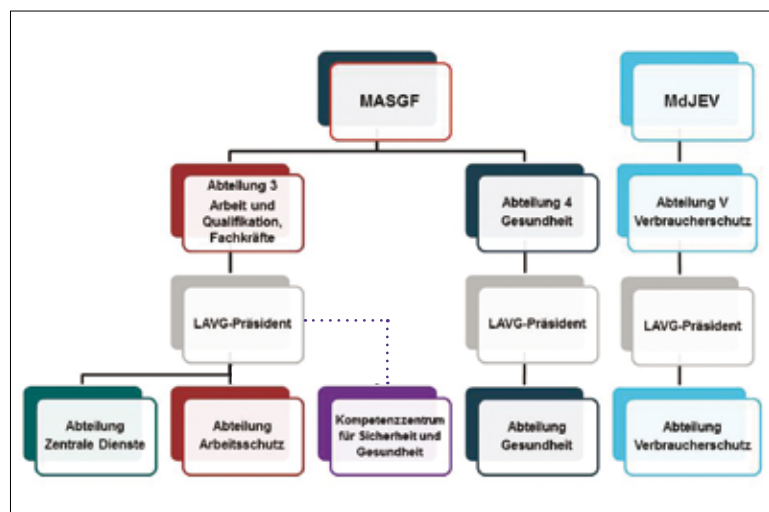 MASGF
MdJEV
Abteilung 3
Arbeit und
Qualifikation,
Fachkräfte
Abteilung 4
Gesundheit
Abteilung V
Verbraucherschutz
LAVG-Präsident
LAVG-Präsident
LAVG-Präsident
Abteilung
Zentrale Dienste
Abteilung
Arbeitsschutz
Kompetenzzentrum
für Sicherheit und
Gesundheit
Abteilung
Gesundheit
Abteilung
Verbraucherschutz